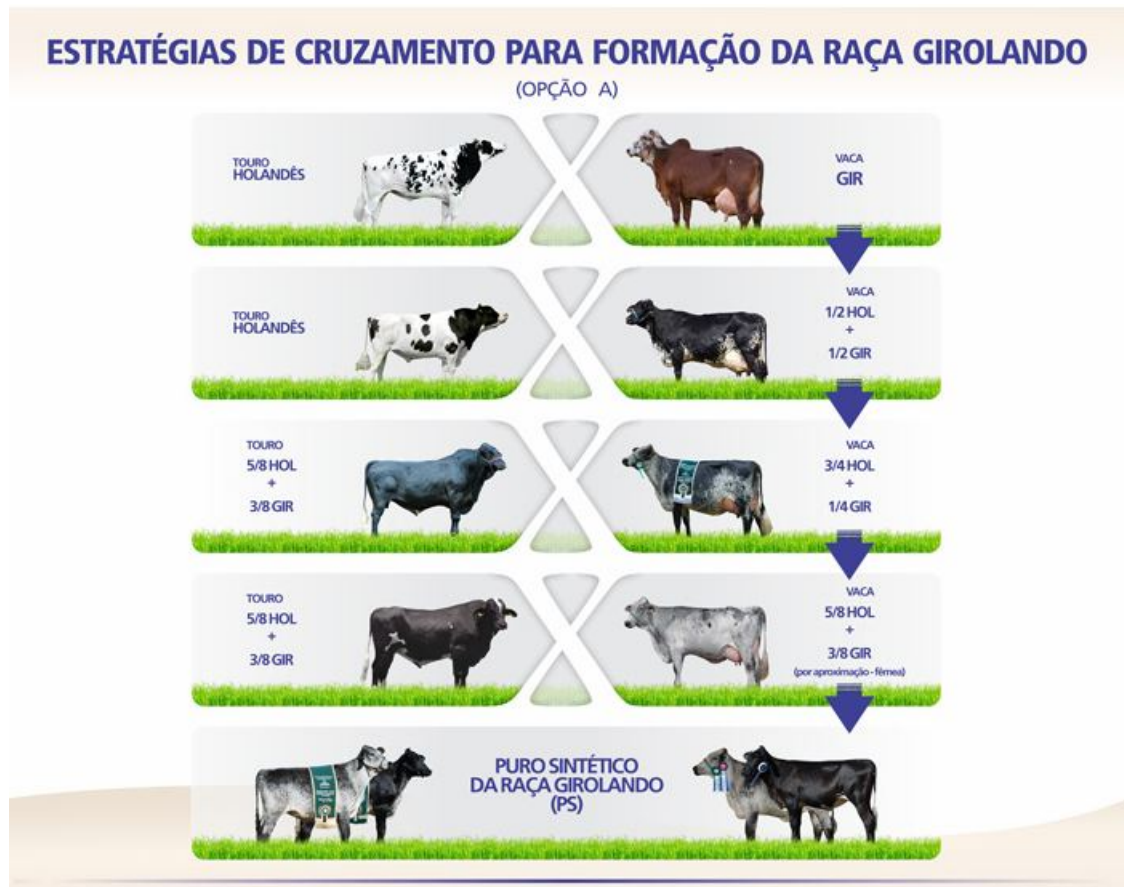 ESTRATÉGIAS DE CRUZAMENTO PARA FORMAÇÃO DA RAÇA GIROLANDO
(OPÇÃO A)
TOURO
HOLANDÊS
VACA
GIR
TOURO
HOLANDÊS
VACA
1/2 HOL
+
1/2 GIR
TOURO
5/8 HOL
+
3/8 GIR
VACA
3/4 HOL
+
1/4 GIR
TOURO
5/8 HOL
+
3/8 GIR
VACA
5/8 HOL
+
3/8 GIR
(por aproximação - fêmea)
PURO SINTÉTICO
DA RAÇA GIROLANDO
(PS)